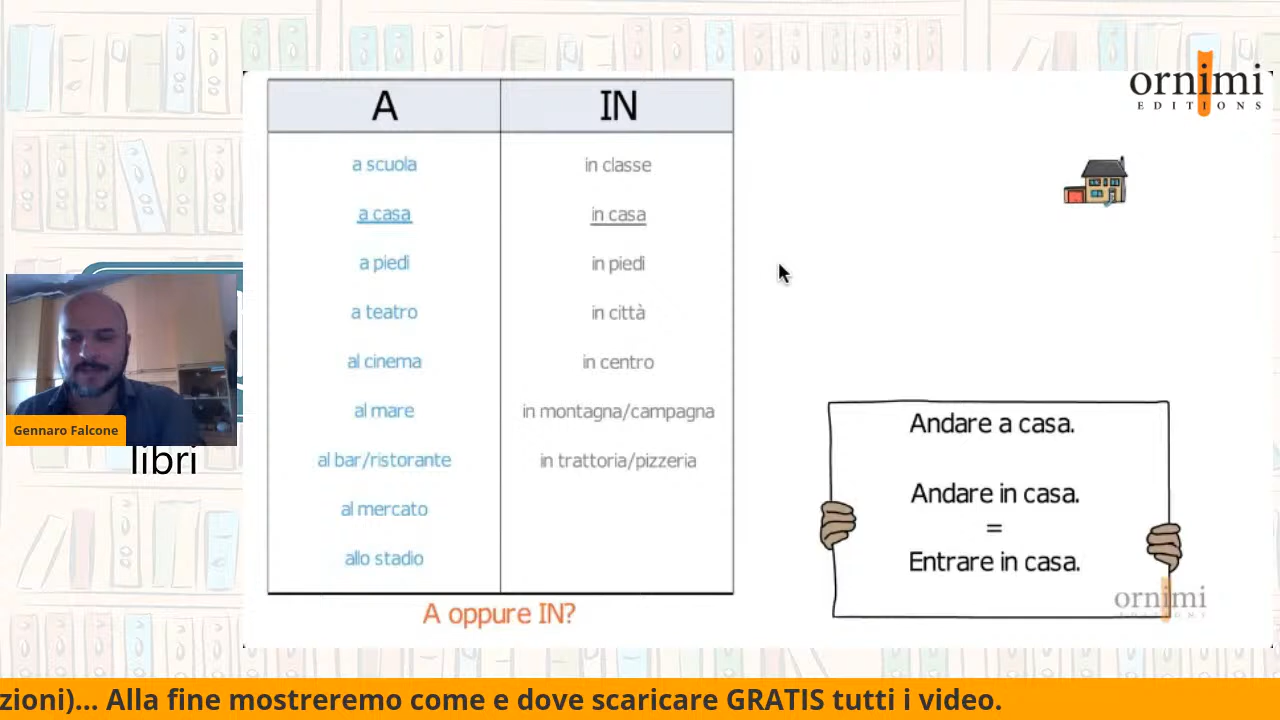 ornimi
EDITIONS
A IN
a scuola in classe
a casa in casa
a piedi in piedi
a teatro in città
al cinema in centro
al mare in montagna/campagna
al bar/ristorante in trattoria/pizzeria
al mercato
allo stadio
A oppure IN?
Andare a casa.
Andare in casa.
=
Entrare in casa.
ornimi
EDITIONS
Gennaro Falcone
libri
zioni)... Alla fine mostreremo come e dove scaricare GRATIS tutti i video.